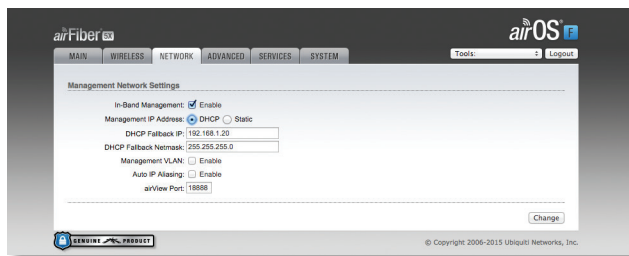 airFiber 5X
airOS F
MAIN WIRELESS NETWORK ADVANCED SERVICES SYSTEM Tools: Logout
Management Network Settings
In-Band Management: Enable
Management IP Address: DHCP Static
DHCP Fallback IP: 192.168.1.20
DHCP Fallback Netmask: 255.255.255.0
Management VLAN: Enable
Auto IP Aliasing: Enable
airView Port: 18888
Change
GENUINE PRODUCT
© Copyright 2006-2015 Ubiquiti Networks, Inc.